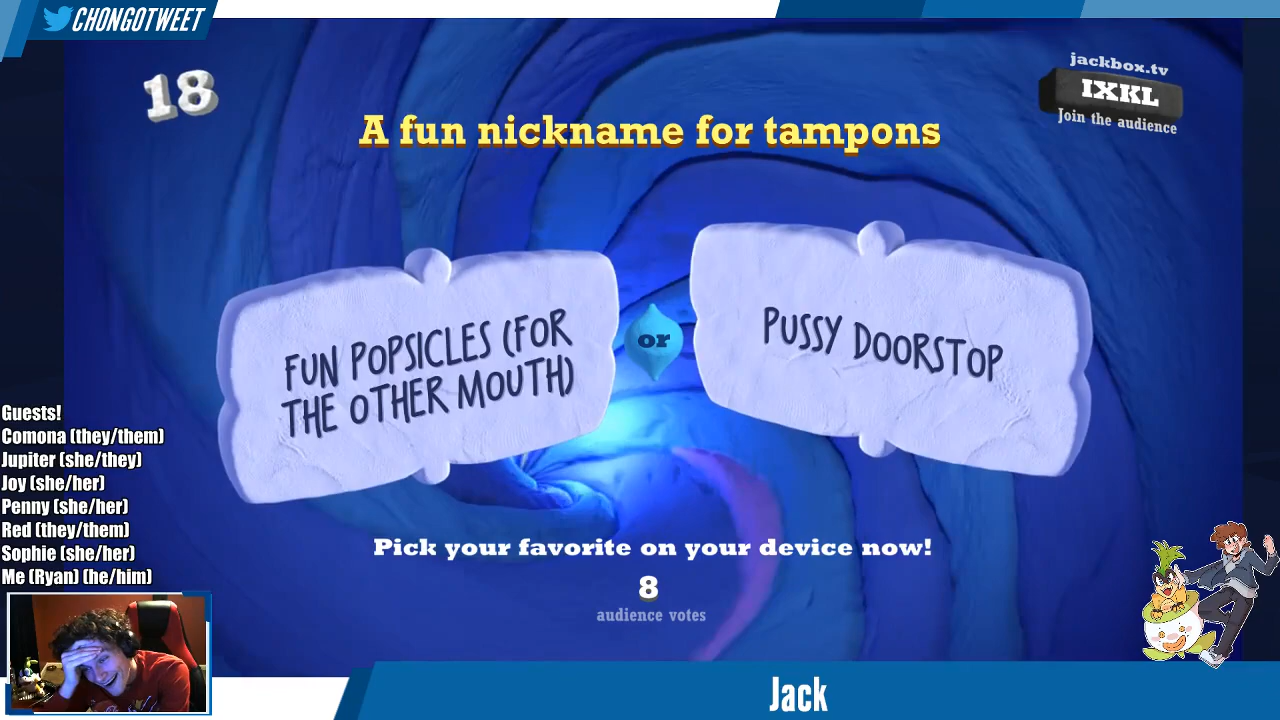 CHONGOTWEET
18
jackbox.tv
IXKL
Join the audience
A fun nickname for tampons
FUN POPSICLES (FOR
THE OTHER MOUTH)
or
PUSSY DOORSTOP
Guests!
Comona (they/them)
Jupiter (she/they)
Joy (she/her)
Penny (she/her)
Red (they/them)
Sophie (she/her)
Me (Ryan) (he/him)
Pick your favorite on your device now!
8
audience votes
Jack